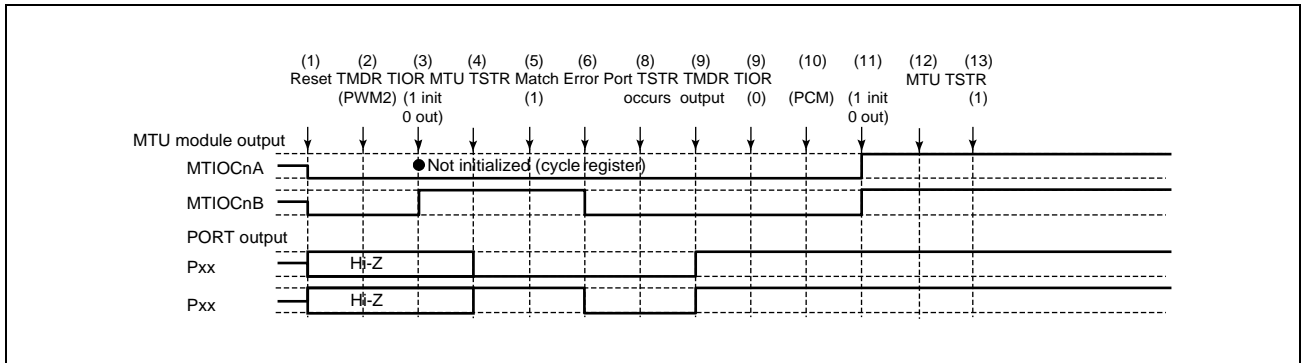 (1) (2) (3) (4) (5) (6) (8) (9) (9) (10) (11) (12) (13)
Reset TMDR TIOR MTU TSTR Match Error Port TSTR TMDR TIOR MTU TSTR
(PWM2) (1 init (1) occurs output (0) (PCM) (1 init (1)
0 out) 0 out)
MTU module output
MTIOCnA
Not initialized (cycle register)
MTIOCnB
PORT output
Pxx
Hi-Z
Pxx
Hi-Z